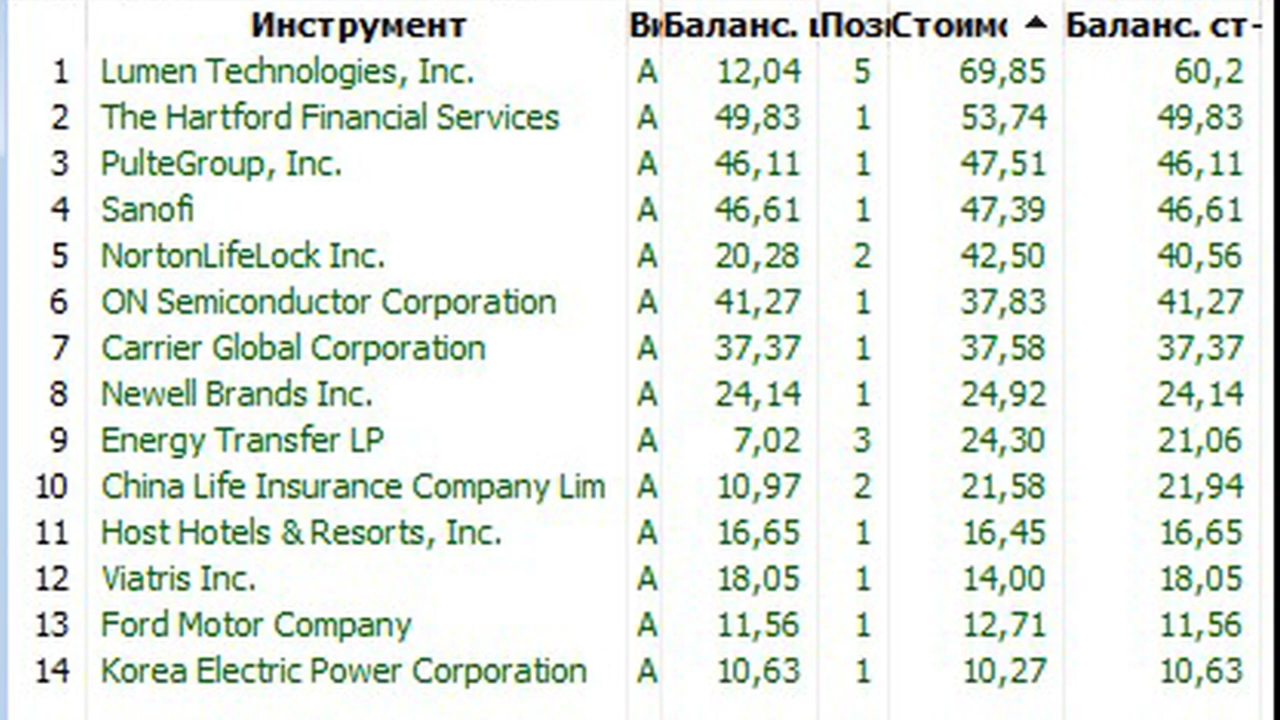 Инструмент Ви Баланс. ц Пози Стоимо Баланс. ст-
1 Lumen Technologies, Inc. А 12,04 5 69,85 60,2
2 The Hartford Financial Services А 49,83 1 53,74 49,83
3 PulteGroup, Inc. А 46,11 1 47,51 46,11
4 Sanofi А 46,61 1 47,39 46,61
5 NortonLifeLock Inc. А 20,28 2 42,50 40,56
6 ON Semiconductor Corporation А 41,27 1 37,83 41,27
7 Carrier Global Corporation А 37,37 1 37,58 37,37
8 Newell Brands Inc. А 24,14 1 24,92 24,14
9 Energy Transfer LP А 7,02 3 24,30 21,06
10 China Life Insurance Company Lim А 10,97 2 21,58 21,94
11 Host Hotels & Resorts, Inc. А 16,65 1 16,45 16,65
12 Viatris Inc. А 18,05 1 14,00 18,05
13 Ford Motor Company А 11,56 1 12,71 11,56
14 Korea Electric Power Corporation А 10,63 1 10,27 10,63